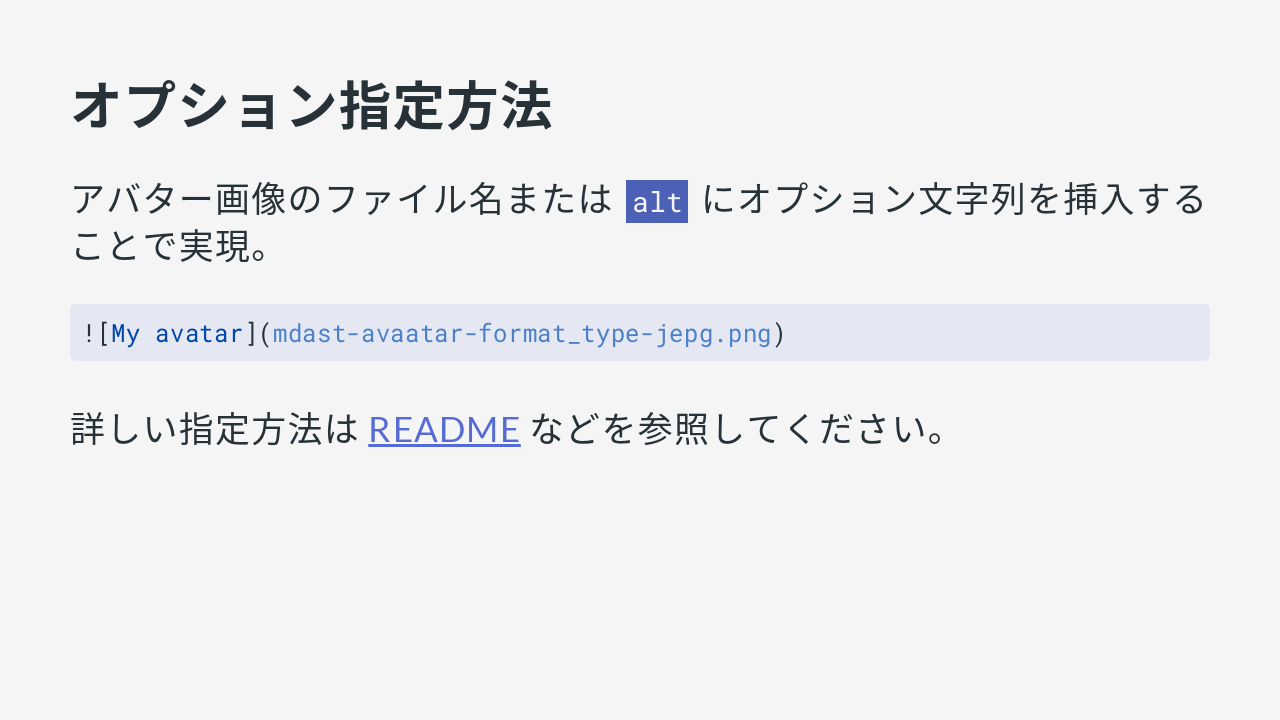 オプション指定方法
アバター画像のファイル名または alt にオプション文字列を挿入する
ことで実現。
![My avatar](mdast-avaatar-format_type-jepg.png)
詳しい指定方法は README などを参照してください。